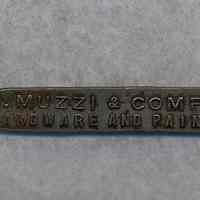 . MUZZI & COMP
ARDWARE AND PAIN